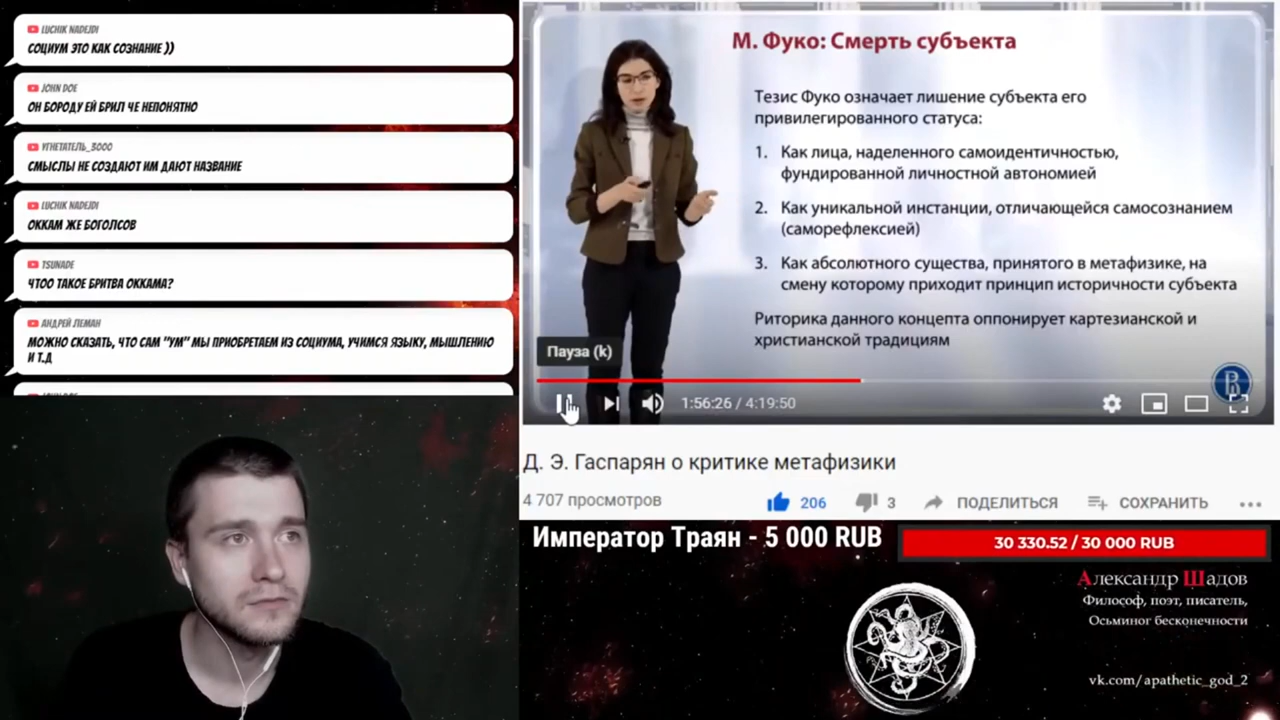 LUCHIK NADEJDI
СОЦИУМ ЭТО КАК СОЗНАНИЕ ))
JOHN DOE
ОН БОРОДУ ЕЙ БРИЛ ЧЕ НЕПОНЯТНО
УГНЕТАТЕЛЬ_3000
СМЫСЛЫ НЕ СОЗДАЮТ ИМ ДАЮТ НАЗВАНИЕ
LUCHIK NADEJDI
ОККАМ ЖЕ БОГОЛСОВ
TSUNADE
ЧТОО ТАКОЕ БРИТВА ОККАМА?
АНДРЕЙ ЛЕМАН
МОЖНО СКАЗАТЬ, ЧТО САМ "УМ" МЫ ПРИОБРЕТАЕМ ИЗ СОЦИУМА, УЧИМСЯ ЯЗЫКУ, МЫШЛЕНИЮ
И Т.Д
М. Фуко: Смерть субъекта
Тезис Фуко означает лишение субъекта его
привилегированного статуса:
1. Как лица, наделенного самоидентичностью,
фундированной личностной автономией
2. Как уникальной инстанции, отличающейся самосознанием
(саморефлексией)
3. Как абсолютного существа, принятого в метафизике, на
смену которому приходит принцип историчности субъекта
Риторика данного концепта оппонирует картезианской и
христианской традициям
Пауза (k)
1:56:26 / 4:19:50
Д. Э. Гаспарян о критике метафизики
4 707 просмотров
206
3
ПОДЕЛИТЬСЯ
СОХРАНИТЬ
Император Траян - 5 000 RUB
30 330.52 / 30 000 RUB
Александр Шадов
Философ, поэт, писатель,
Осьминог бесконечности
vk.com/apathetic_god_2